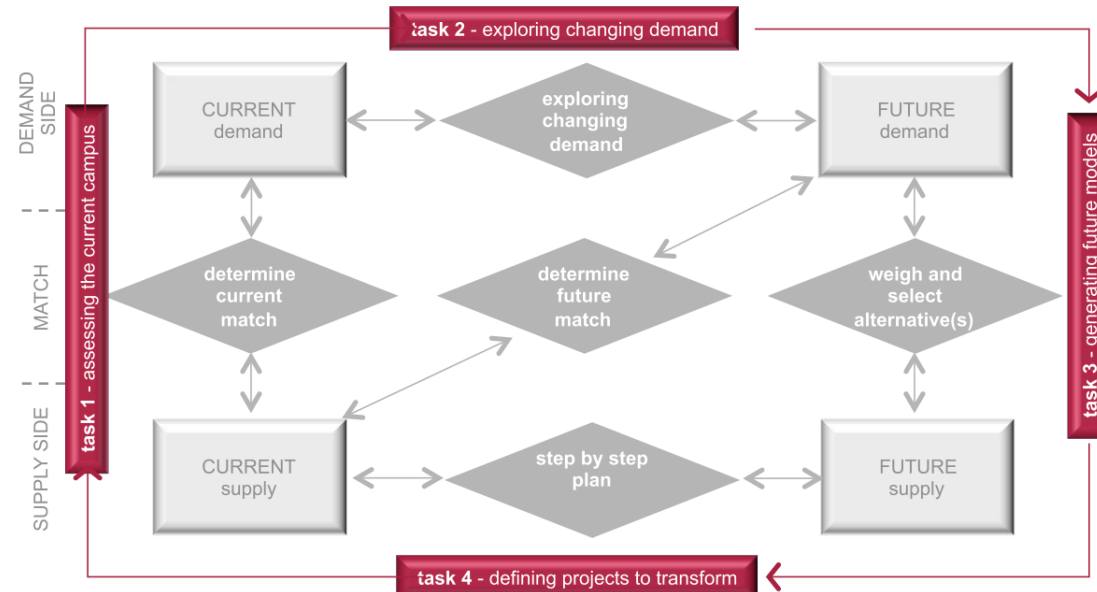 task 2 - exploring changing demand
DEMAND
SIDE
CURRENT
demand
exploring
changing
demand
FUTURE
demand
task 1 - assessing the current campus
MATCH
determine
current
match
determine
future
match
weigh and
select
alternative(s)
task 3 - generating future models
SUPPLY SIDE
CURRENT
supply
step by step
plan
FUTURE
supply
task 4 - defining projects to transform